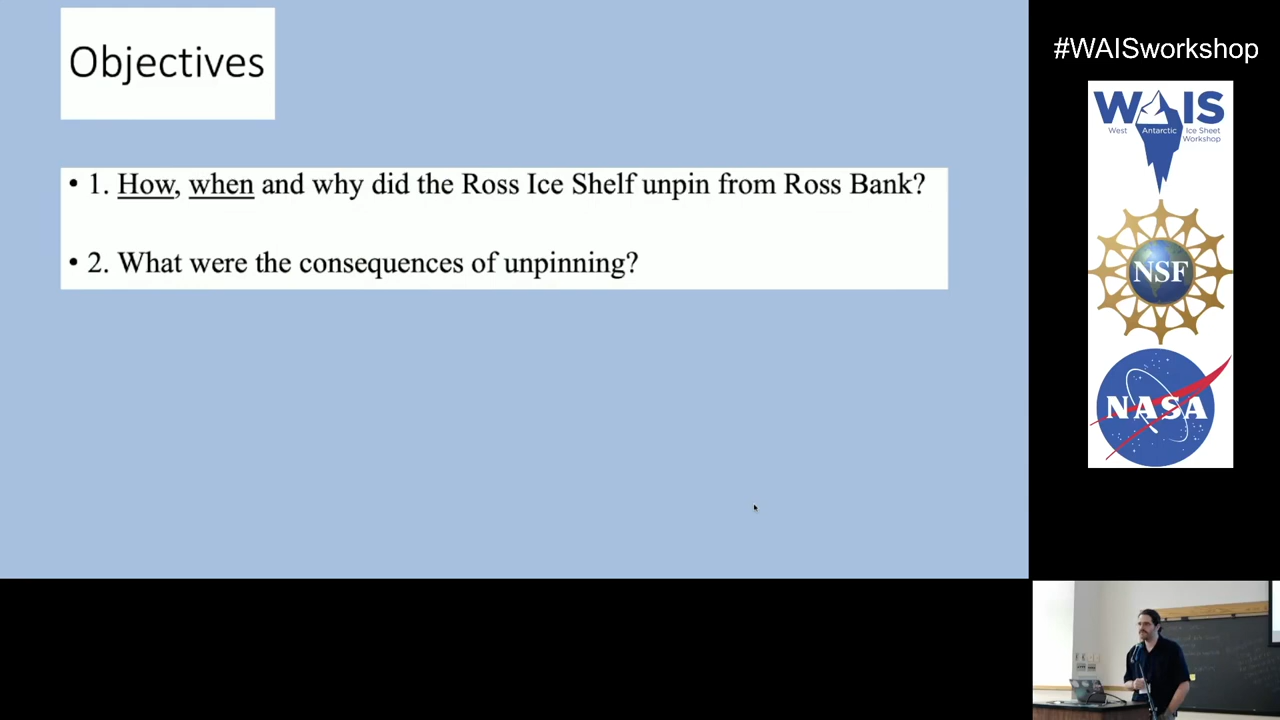 Objectives
• 1. How, when and why did the Ross Ice Shelf unpin from Ross Bank?
• 2. What were the consequences of unpinning?
#WAISworkshop
WAIS
West Antarctic Ice Sheet
Workshop
NSF
NASA